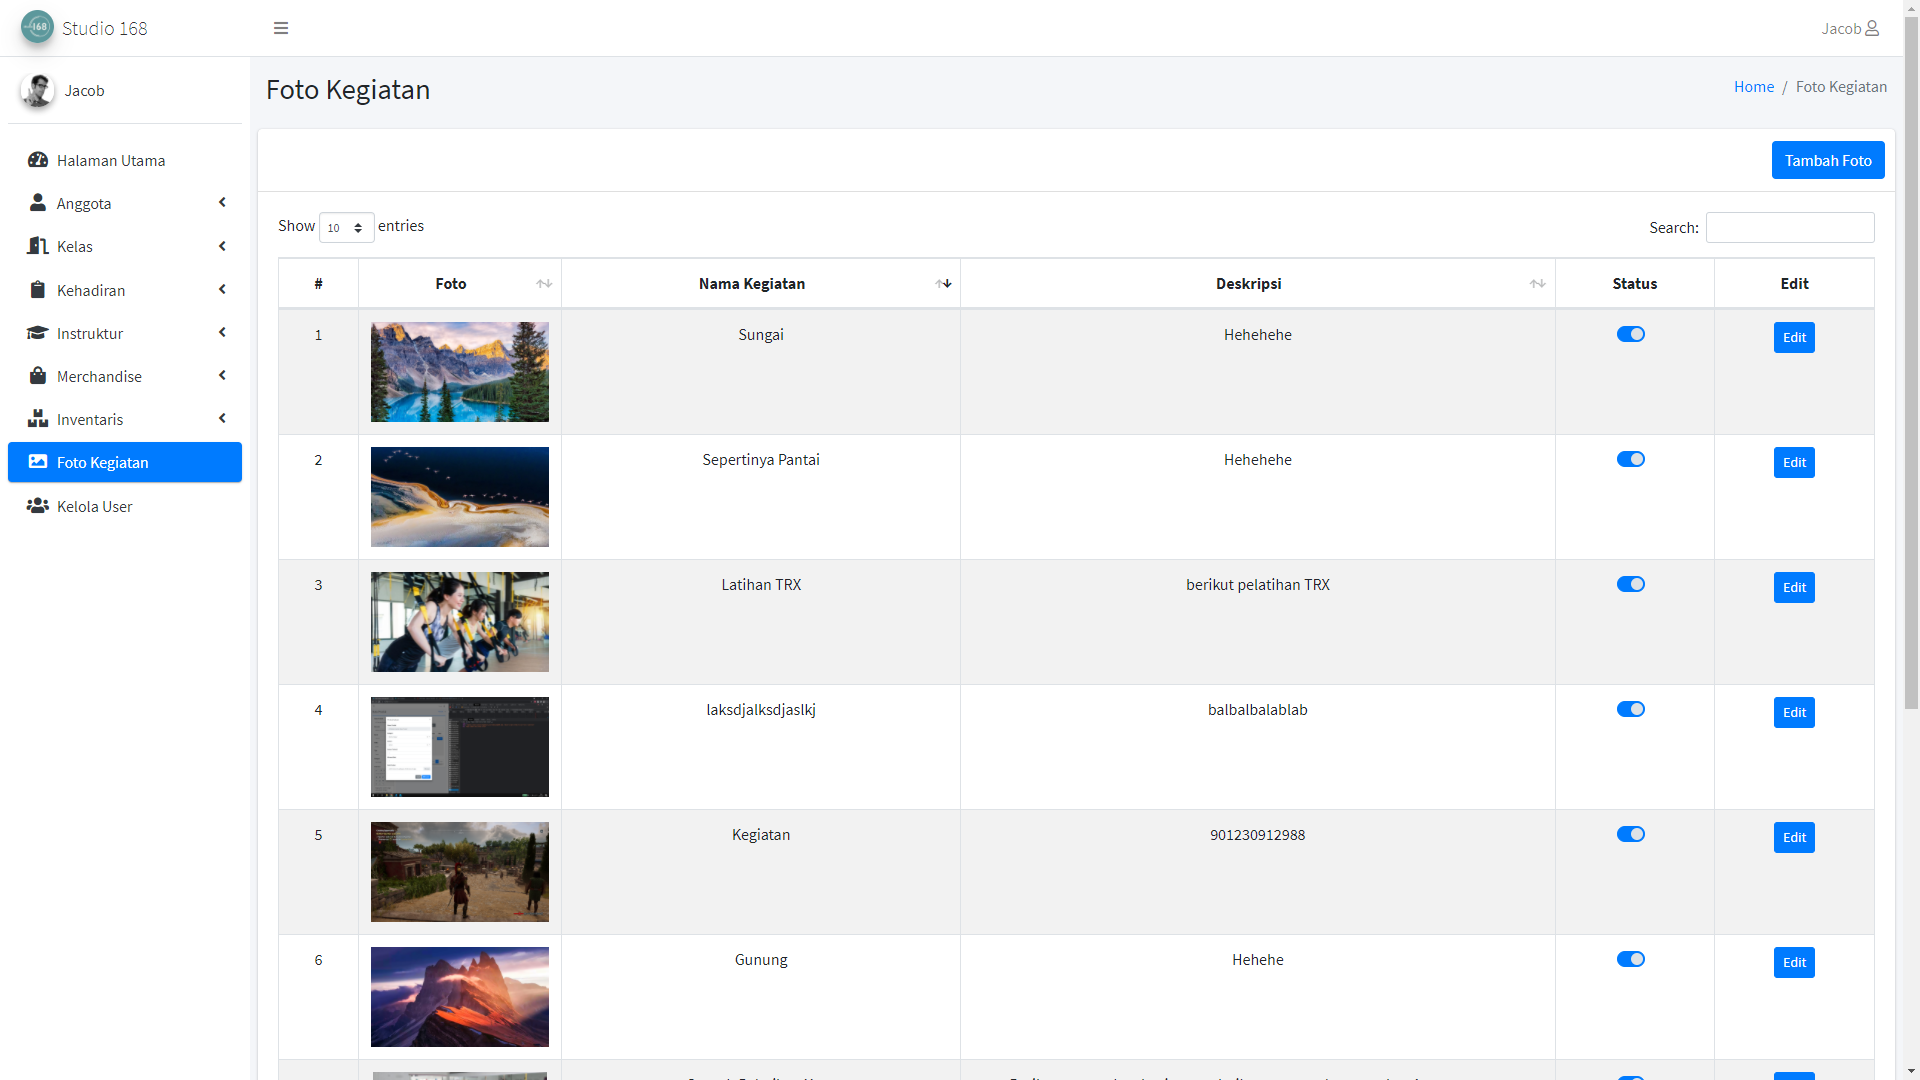 168
Studio 168
Jacob
Jacob
Foto Kegiatan
Home / Foto Kegiatan
Halaman Utama
Anggota
Kelas
Kehadiran
Instruktur
Merchandise
Inventaris
Foto Kegiatan
Kelola User
Tambah Foto
Show 10 entries
Search:
# Foto Nama Kegiatan Deskripsi Status Edit
1 Sungai Hehehehe Edit
2 Sepertinya Pantai Hehehehe Edit
3 Latihan TRX berikut pelatihan TRX Edit
4 laksdjalksdjaslkj balbalbalablab Edit
5 Kegiatan 901230912988 Edit
6 Gunung Hehehe Edit